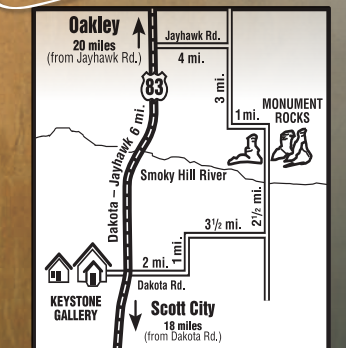 Oakley
20 miles
(from Jayhawk Rd.)
Jayhawk Rd.
4 mi.
83
3 mi.
1 mi.
MONUMENT
ROCKS
Dakota – Jayhawk 6 mi.
Smoky Hill River
2½ mi.
3½ mi.
1 mi.
2 mi.
Dakota Rd.
KEYSTONE
GALLERY
Scott City
18 miles
(from Dakota Rd.)